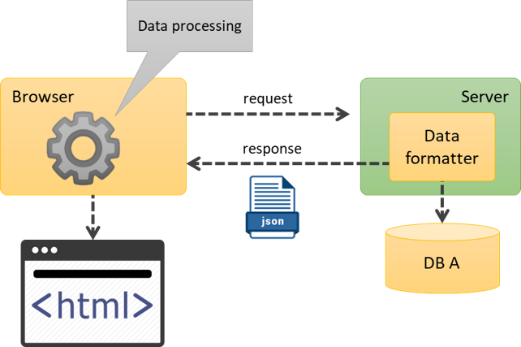 Data processing
Browser
request
Server
Data
formatter
response
json
DB A
<html>